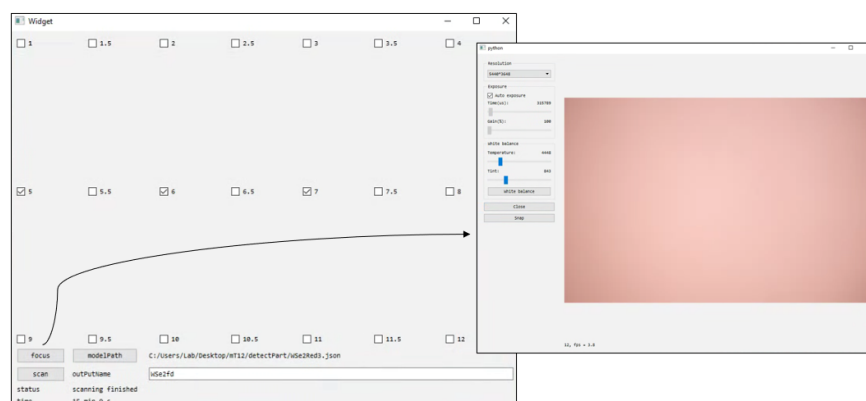 Widget
1 1.5 2 2.5 3 3.5 4
5 5.5 6 6.5 7 7.5 8
9 9.5 10 10.5 11 11.5 12
focus modelPath C:/Users/Lab/Desktop/mT12/detectPart/WSe2Red3.json
scan outPutName WSe2fd
status scanning finished
python
Resolution
Exposure
Auto exposure
Time(us):
Gain(%): 100
White balance
Temperature:
Tint:
White balance
Close
Snap